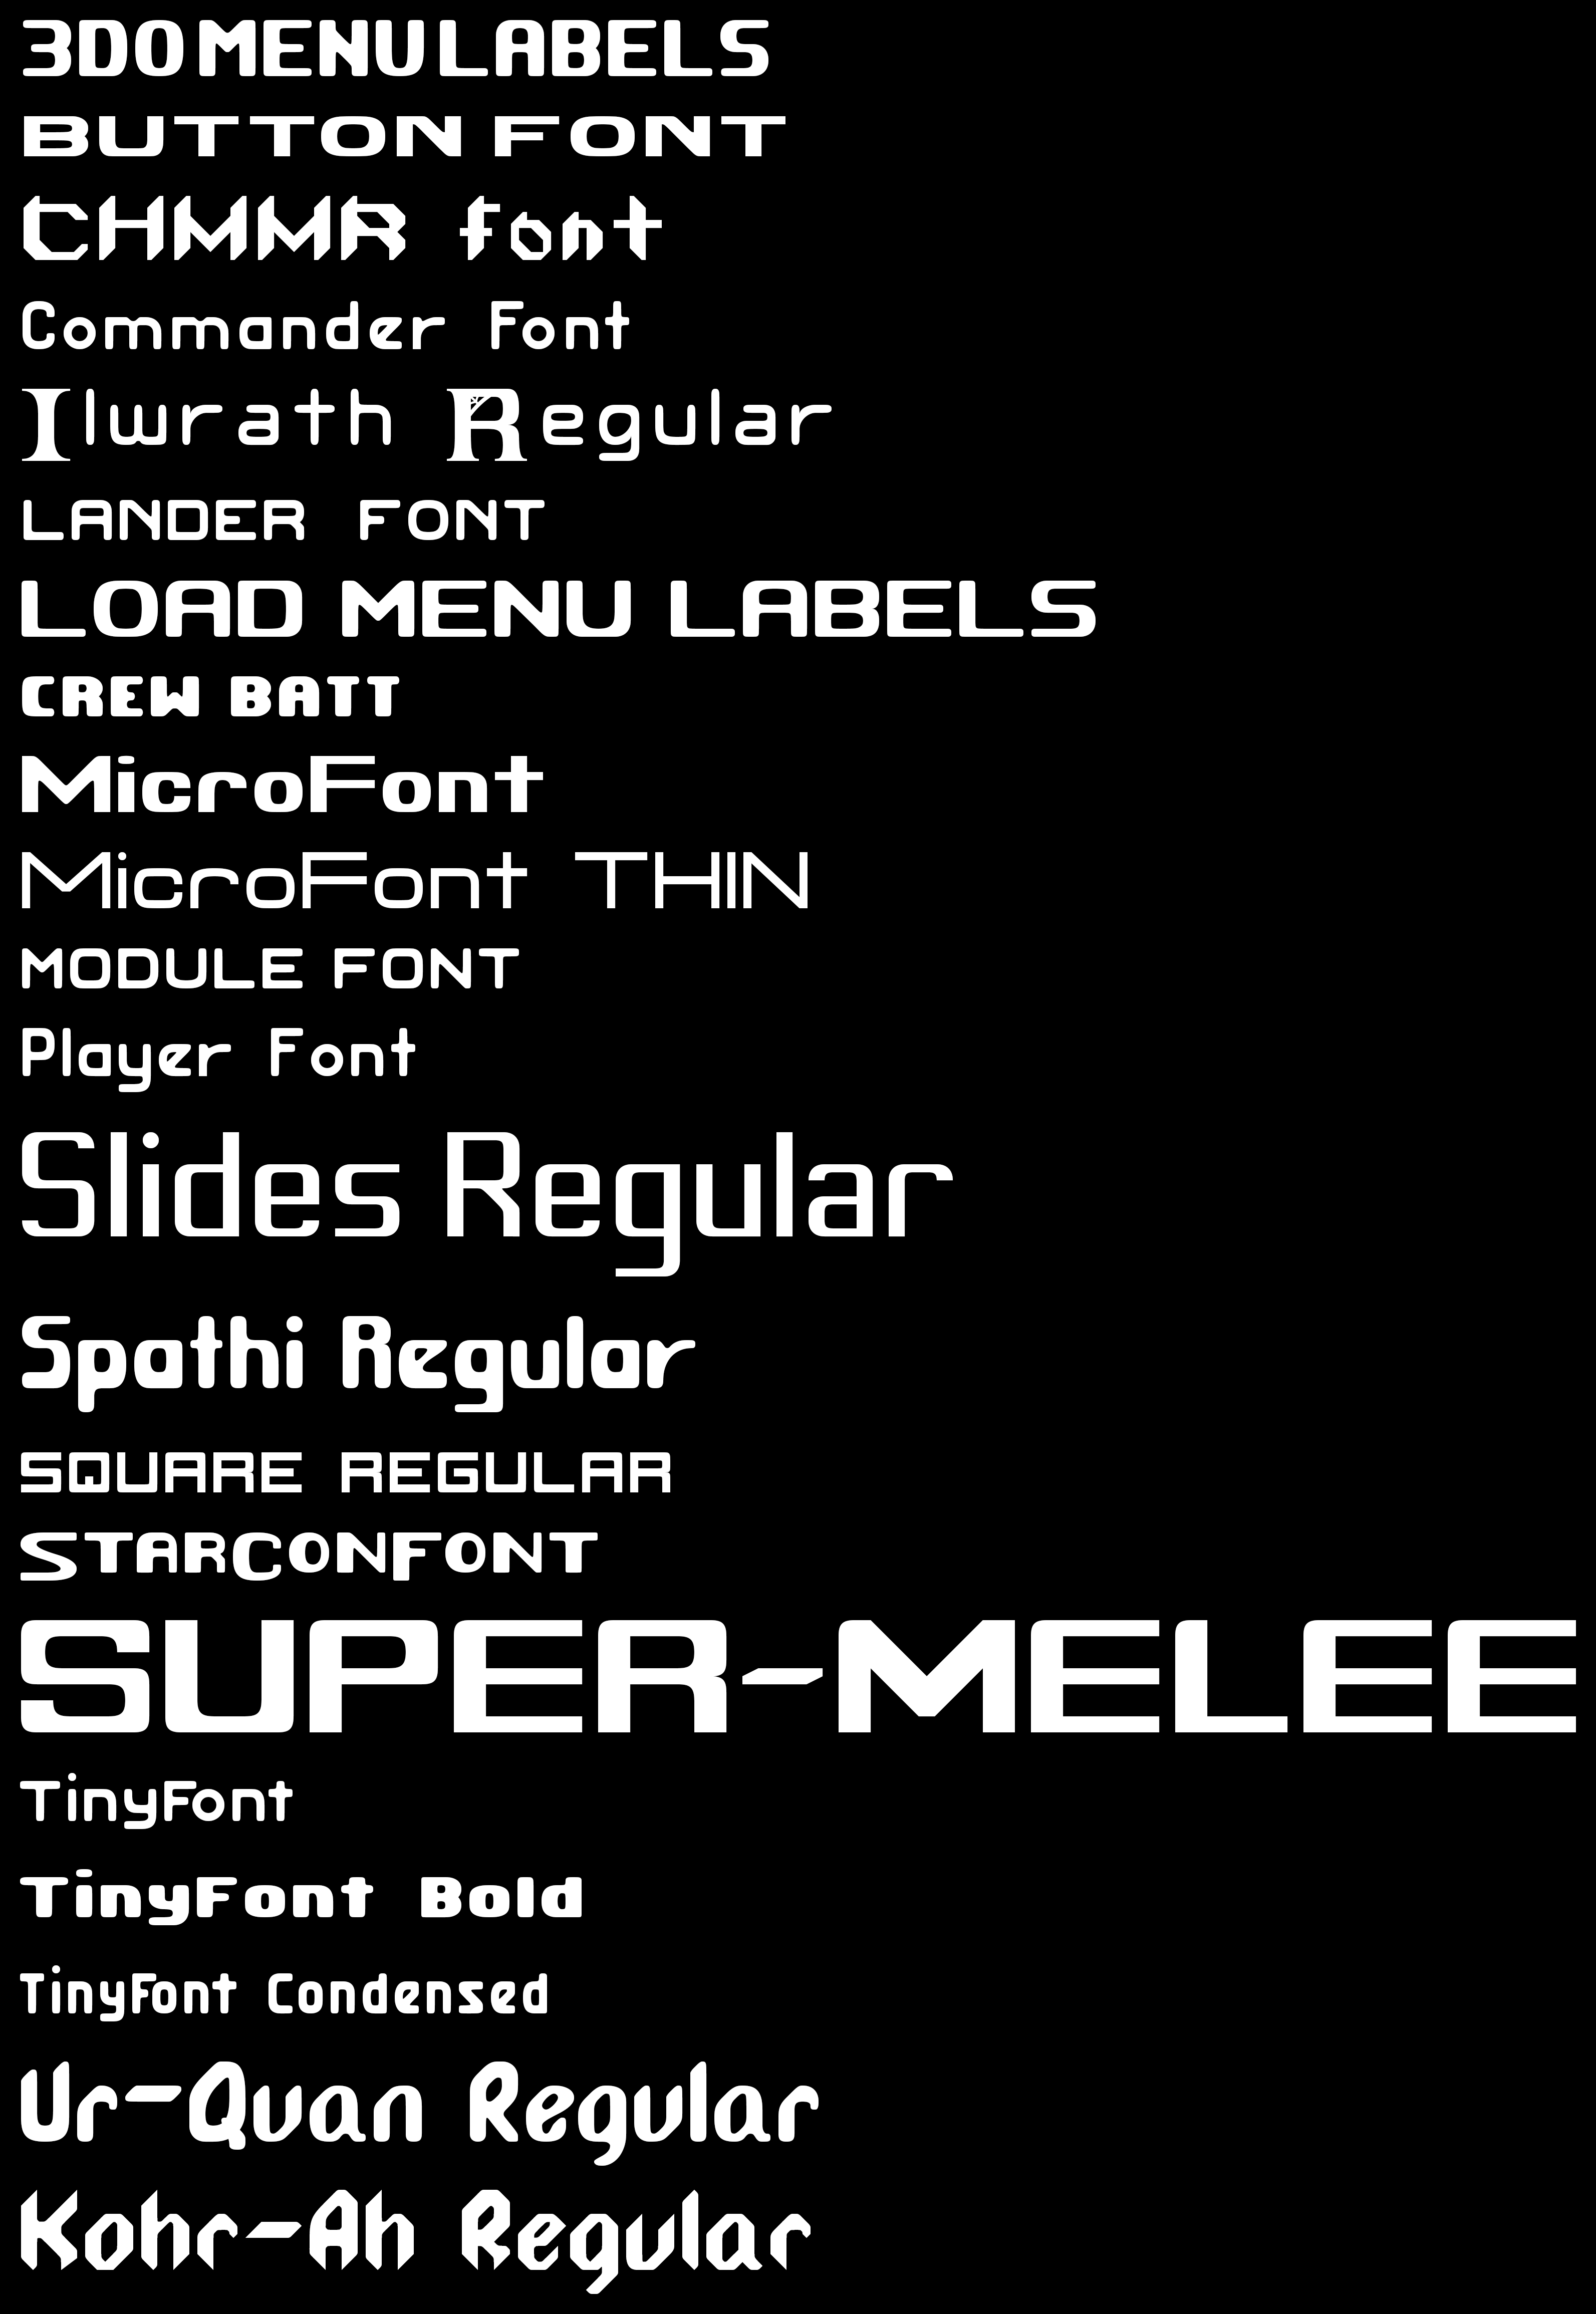 3DO MENU LABELS
BUTTON FONT
CHMMR font
Commander Font
Ilwrath Regular
LANDER FONT
LOAD MENU LABELS
CREW BATT
MicroFont
MicroFont THIN
MODULE FONT
Player Font
Slides Regular
Spathi Regular
SQUARE REGULAR
STARCONFONT
SUPER-MELEE
TinyFont
TinyFont Bold
TinyFont Condensed
Ur-Quan Regular
Kohr-Ah Regular